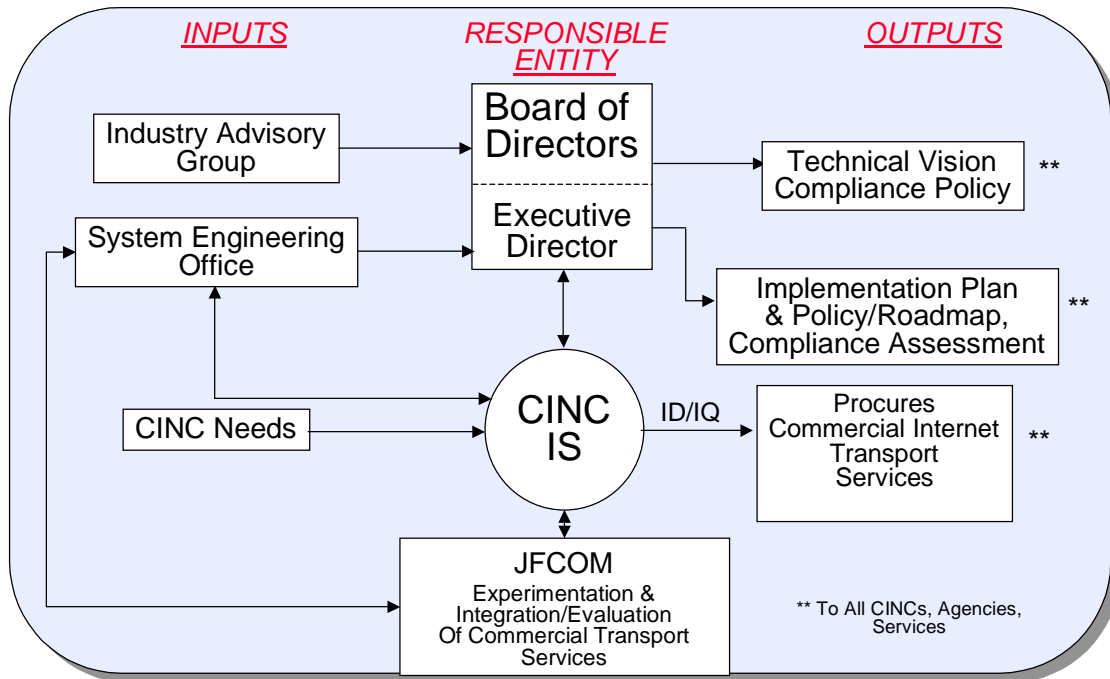 INPUTS
RESPONSIBLE
ENTITY
OUTPUTS
Industry Advisory
Group
Board of
Directors
Technical Vision
Compliance Policy
**
System Engineering
Office
Executive
Director
Implementation Plan
& Policy/Roadmap,
Compliance Assessment
**
CINC Needs
CINC
IS
ID/IQ
Procures
Commercial Internet
Transport
Services
**
JFCOM
Experimentation &
Integration/Evaluation
Of Commercial Transport
Services
** To All CINCs, Agencies,
Services